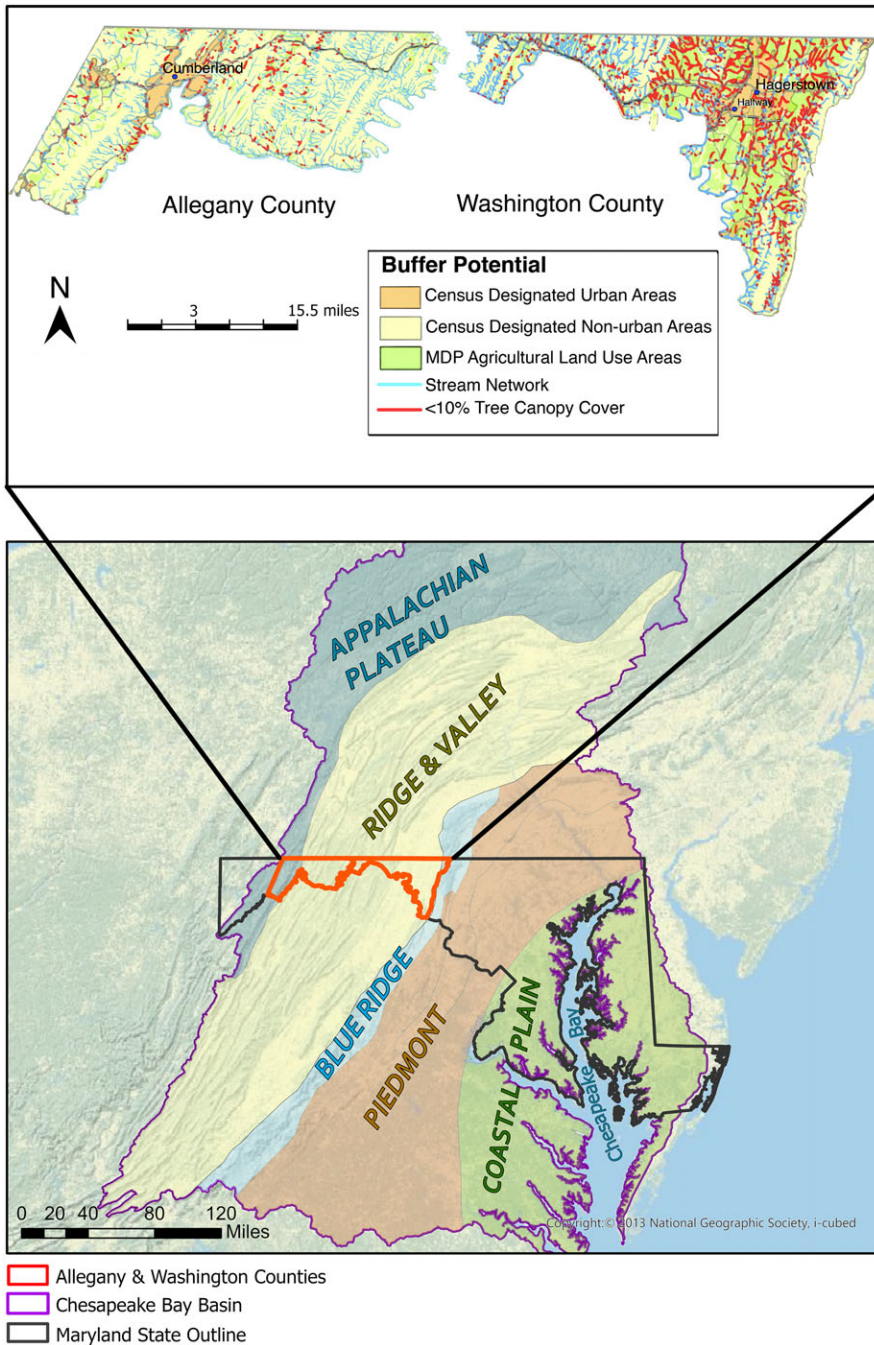 Cumberland
Hagerstown
Halfway
Allegany County
Washington County
N
3
15.5 miles
Buffer Potential
Census Designated Urban Areas
Census Designated Non-urban Areas
MDP Agricultural Land Use Areas
Stream Network
<10% Tree Canopy Cover
APPALACHIAN
PLATEAU
RIDGE & VALLEY
BLUE RIDGE
PIEDMONT
COASTAL PLAIN
Chesapeake Bay
0 20 40 80 120
Miles
Copyright:© 2013 National Geographic Society, i-cubed
Allegany & Washington Counties
Chesapeake Bay Basin
Maryland State Outline